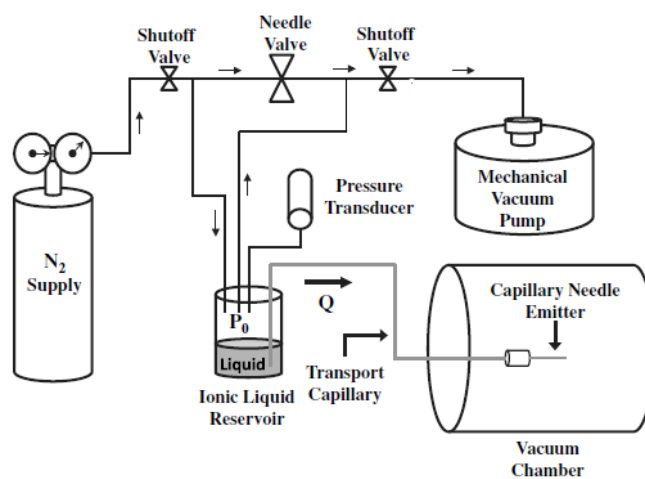 Shutoff
Valve
Needle
Valve
Shutoff
Valve
N2
Supply
Pressure
Transducer
Mechanical
Vacuum
Pump
P0
Liquid
Ionic Liquid
Reservoir
Q
Transport
Capillary
Capillary Needle
Emitter
Vacuum
Chamber